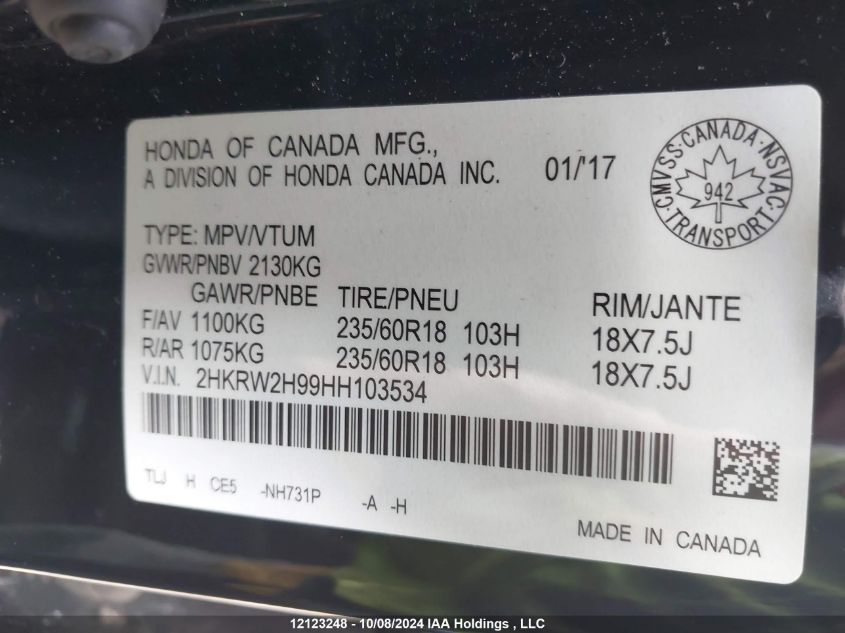 HONDA OF CANADA MFG.,
A DIVISION OF HONDA CANADA INC. 01/'17
CMVSS·CANADA·NSVAC
942
TRANSPORT
TYPE: MPV/VTUM
GVWR/PNBV 2130KG
GAWR/PNBE TIRE/PNEU RIM/JANTE
F/AV 1100KG 235/60R18 103H 18X7.5J
R/AR 1075KG 235/60R18 103H 18X7.5J
V.I.N. 2HKRW2H99HH103534
TLJ H CE5 -NH731P -A -H
MADE IN CANADA
12123248 - 10/08/2024 IAA Holdings , LLC